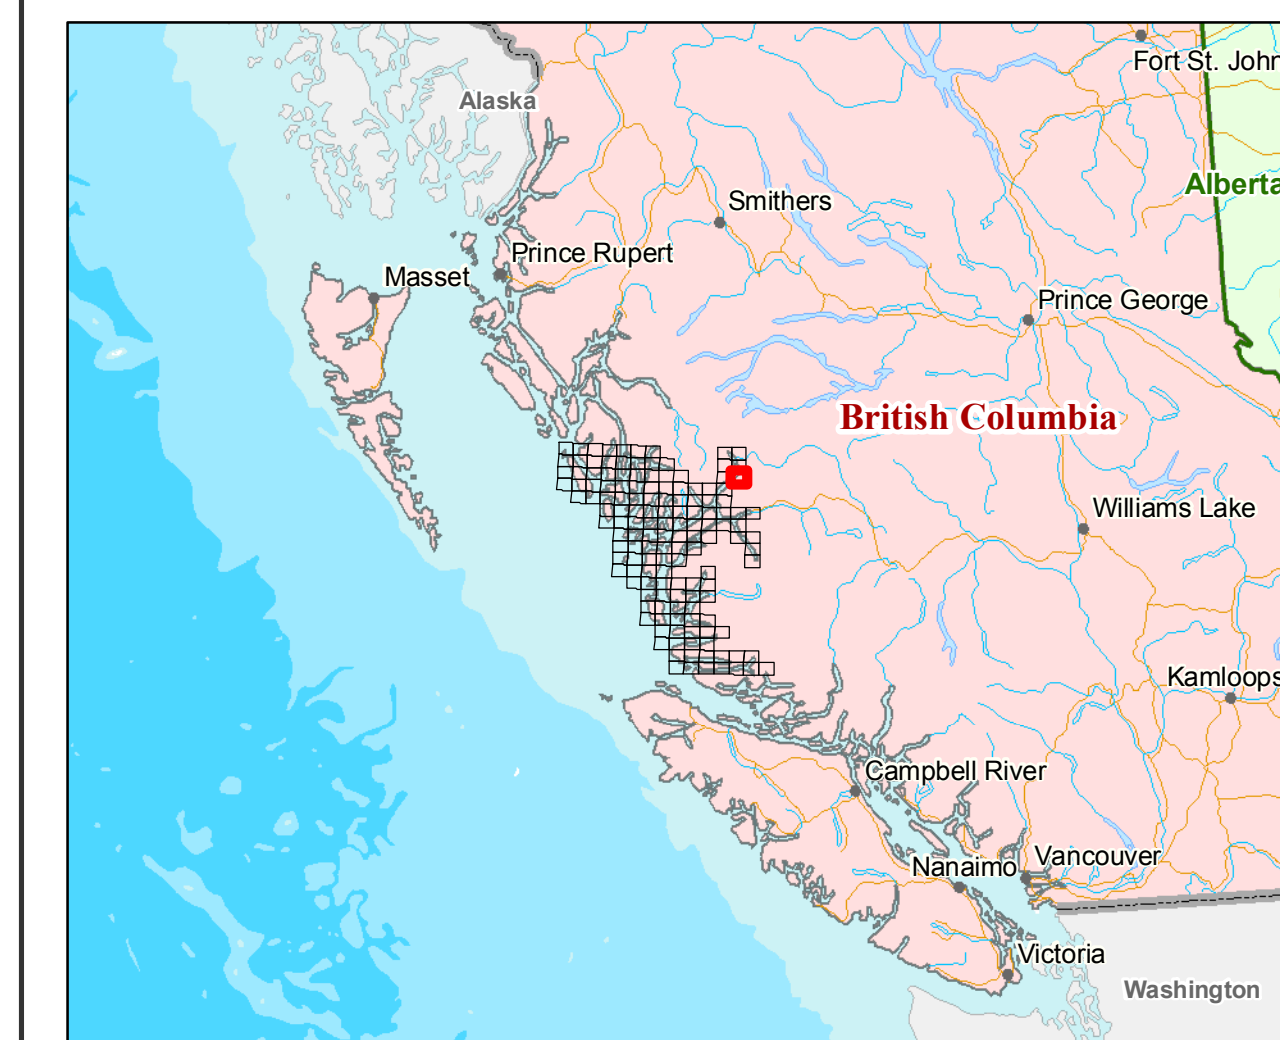 Fort St. John
Alaska
Alberta
Smithers
Prince Rupert
Masset
Prince George
British Columbia
Williams Lake
Kamloops
Campbell River
Vancouver
Nanaimo
Victoria
Washington